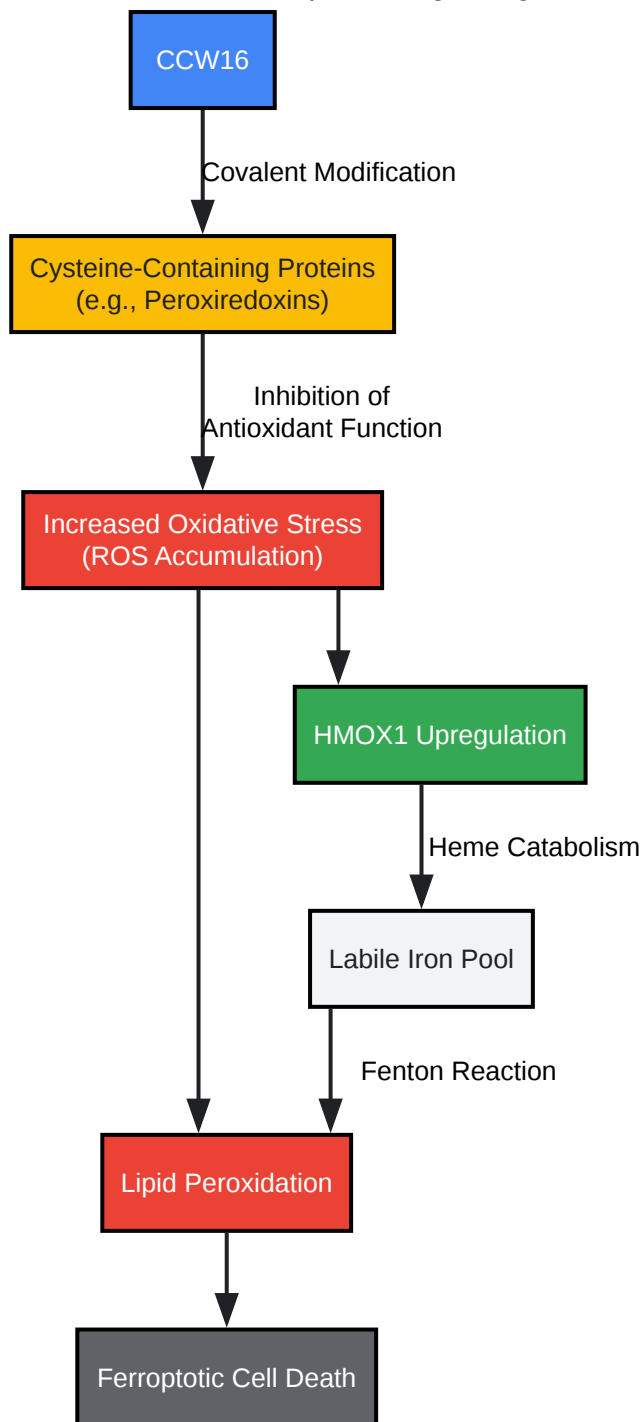 CCW16
Covalent Modification
Cysteine-Containing Proteins
(e.g., Peroxiredoxins)
Inhibition of
Antioxidant Function
Increased Oxidative Stress
(ROS Accumulation)
HMOX1 Upregulation
Heme Catabolism
Labile Iron Pool
Fenton Reaction
Lipid Peroxidation
Ferroptotic Cell Death